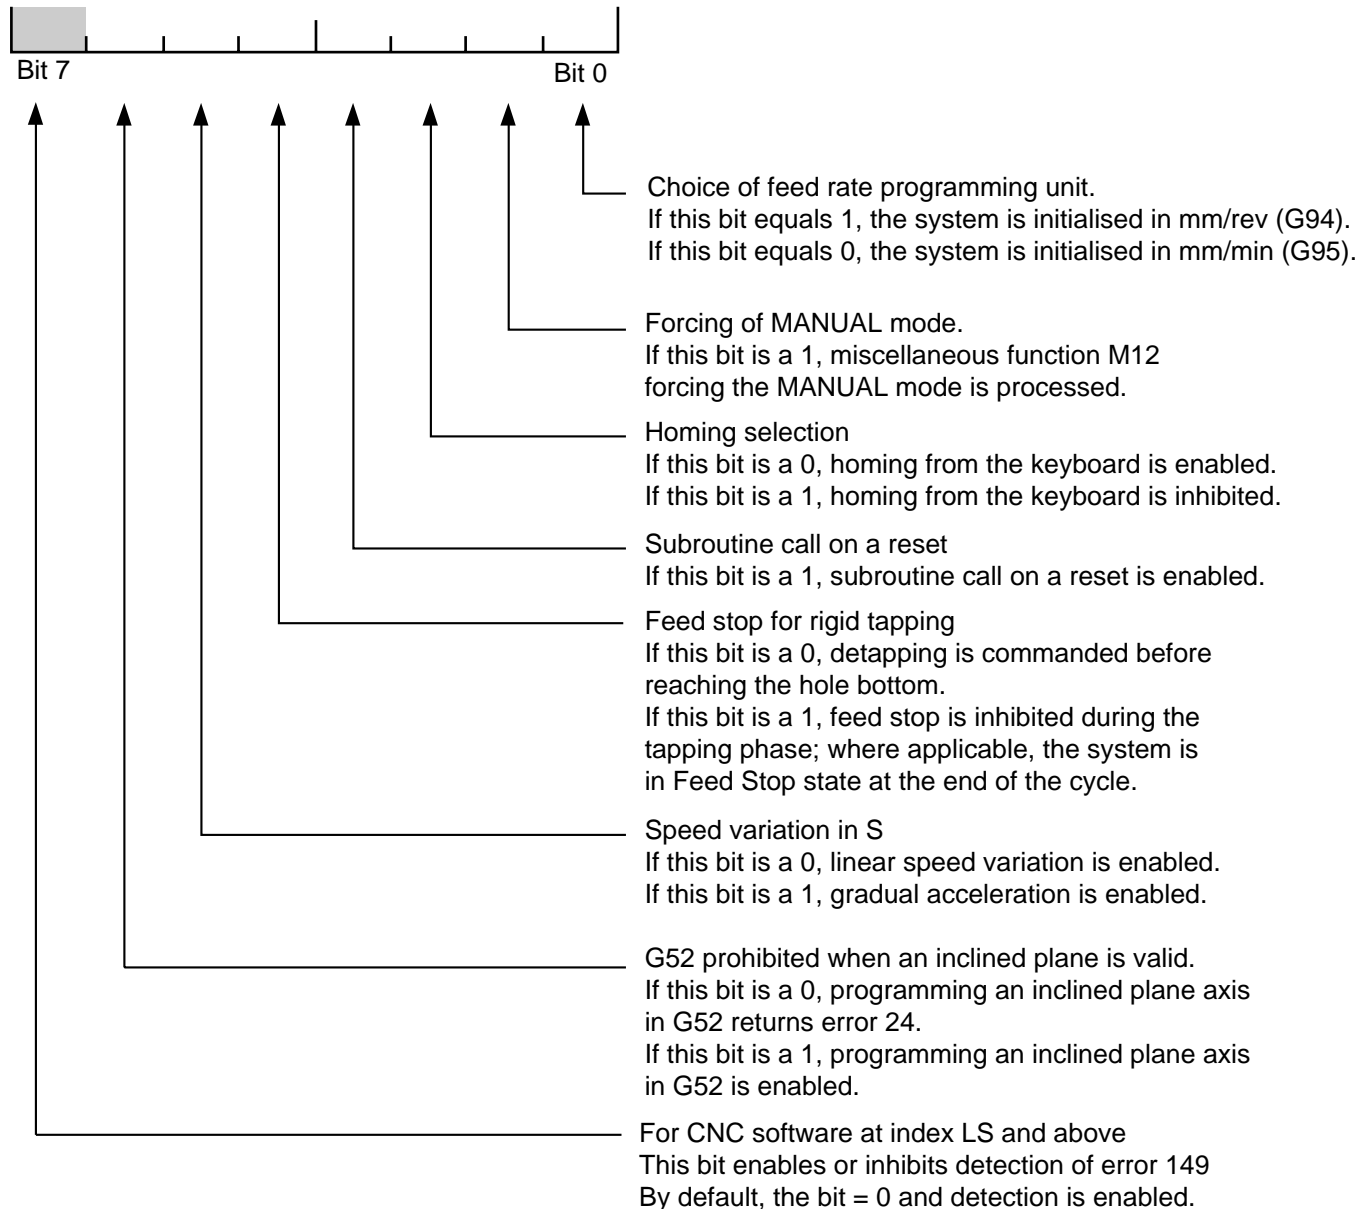 Bit 7
Bit 0
Choice of feed rate programming unit.
If this bit equals 1, the system is initialised in mm/rev (G94).
If this bit equals 0, the system is initialised in mm/min (G95).
Forcing of MANUAL mode.
If this bit is a 1, miscellaneous function M12
forcing the MANUAL mode is processed.
Homing selection
If this bit is a 0, homing from the keyboard is enabled.
If this bit is a 1, homing from the keyboard is inhibited.
Subroutine call on a reset
If this bit is a 1, subroutine call on a reset is enabled.
Feed stop for rigid tapping
If this bit is a 0, detapping is commanded before
reaching the hole bottom.
If this bit is a 1, feed stop is inhibited during the
tapping phase; where applicable, the system is
in Feed Stop state at the end of the cycle.
Speed variation in S
If this bit is a 0, linear speed variation is enabled.
If this bit is a 1, gradual acceleration is enabled.
G52 prohibited when an inclined plane is valid.
If this bit is a 0, programming an inclined plane axis
in G52 returns error 24.
If this bit is a 1, programming an inclined plane axis
in G52 is enabled.
For CNC software at index LS and above
This bit enables or inhibits detection of error 149
By default, the bit = 0 and detection is enabled.